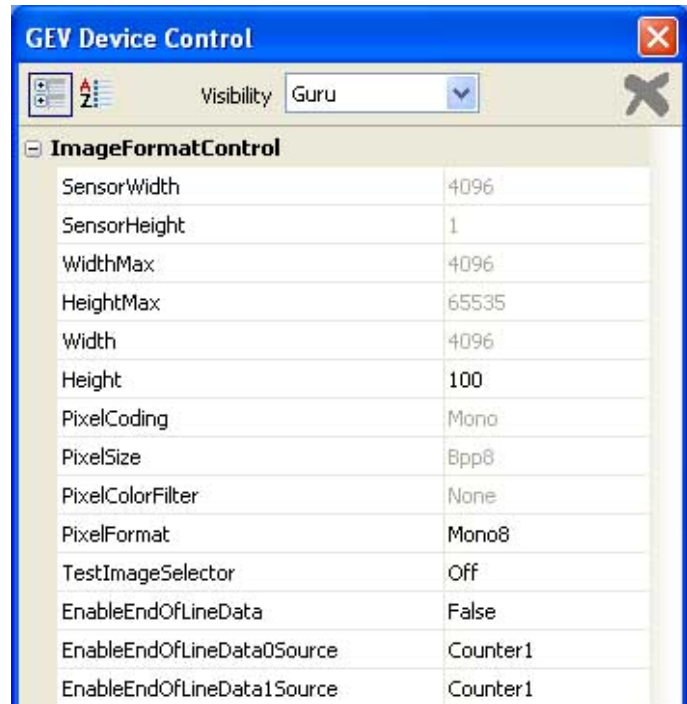 GEV Device Control
AZ Visibility Guru
ImageFormatControl
SensorWidth 4096
SensorHeight 1
WidthMax 4096
HeightMax 65535
Width 4096
Height 100
PixelCoding Mono
PixelSize Bpp8
PixelColorFilter None
PixelFormat Mono8
TestImageSelector Off
EnableEndOfLineData False
EnableEndOfLineData0Source Counter1
EnableEndOfLineData1Source Counter1